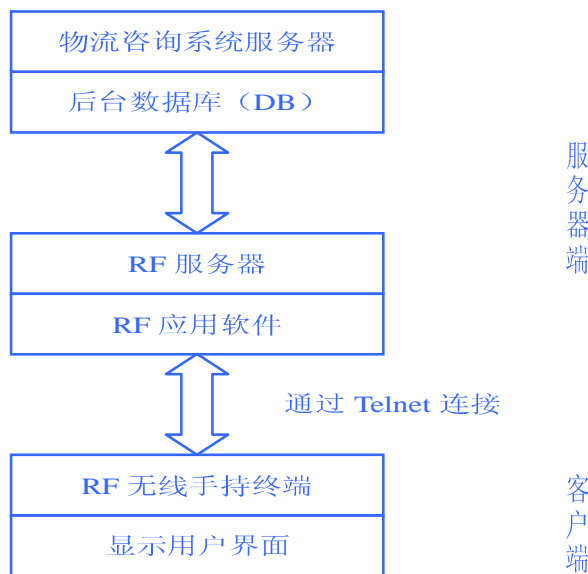 物流咨询系统服务器
后台数据库（DB）
服务器端
RF 服务器
RF 应用软件
通过 Telnet 连接
RF 无线手持终端
显示用户界面
客户端